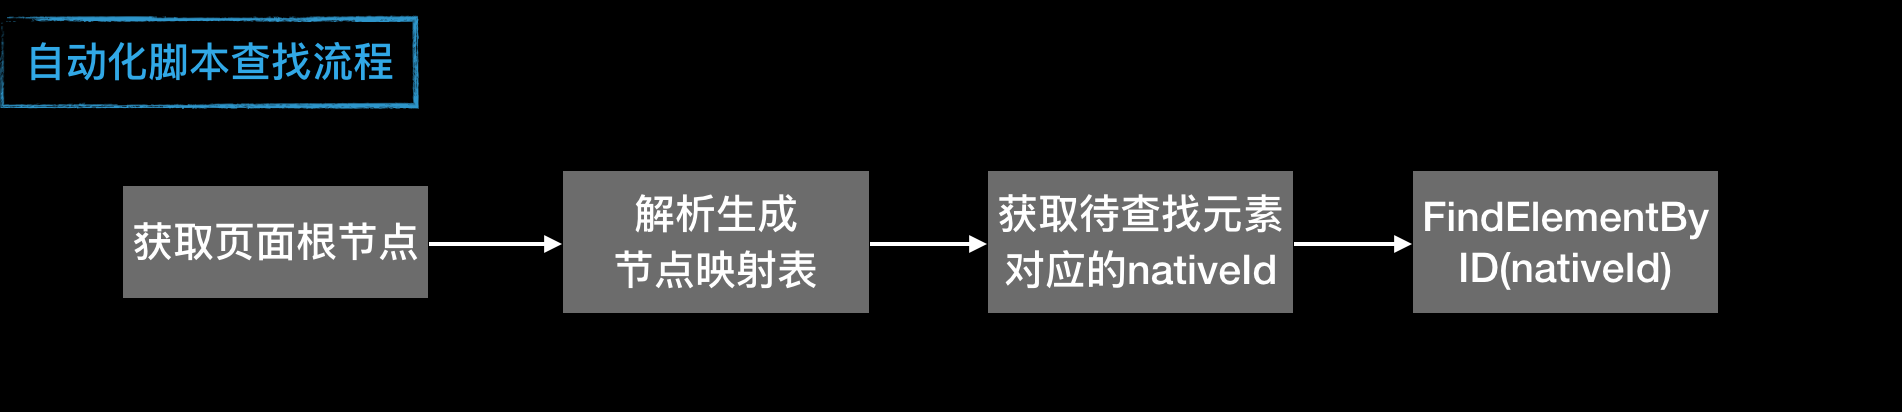 自动化脚本查找流程
获取页面根节点
解析生成
节点映射表
获取待查找元素
对应的nativeId
FindElementBy
ID(nativeId)